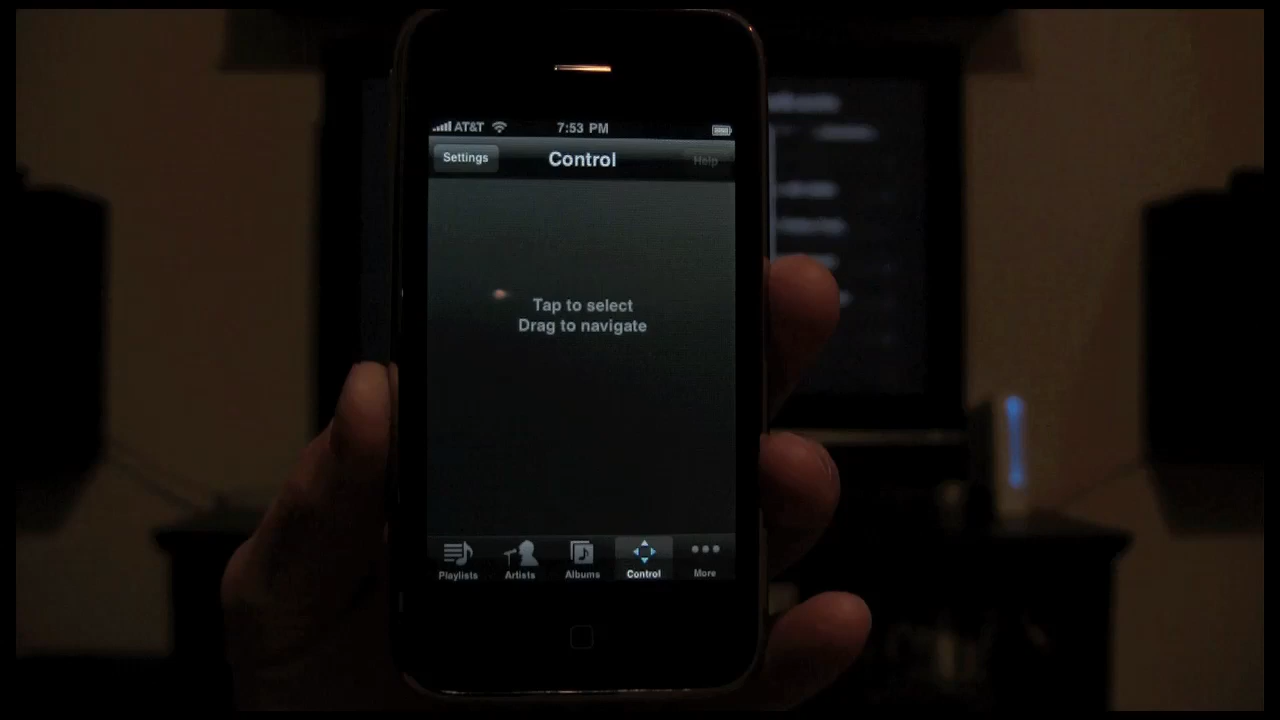 AT&T 7:53 PM
Settings Control Help
Tap to select
Drag to navigate
Playlists Artists Albums Control More